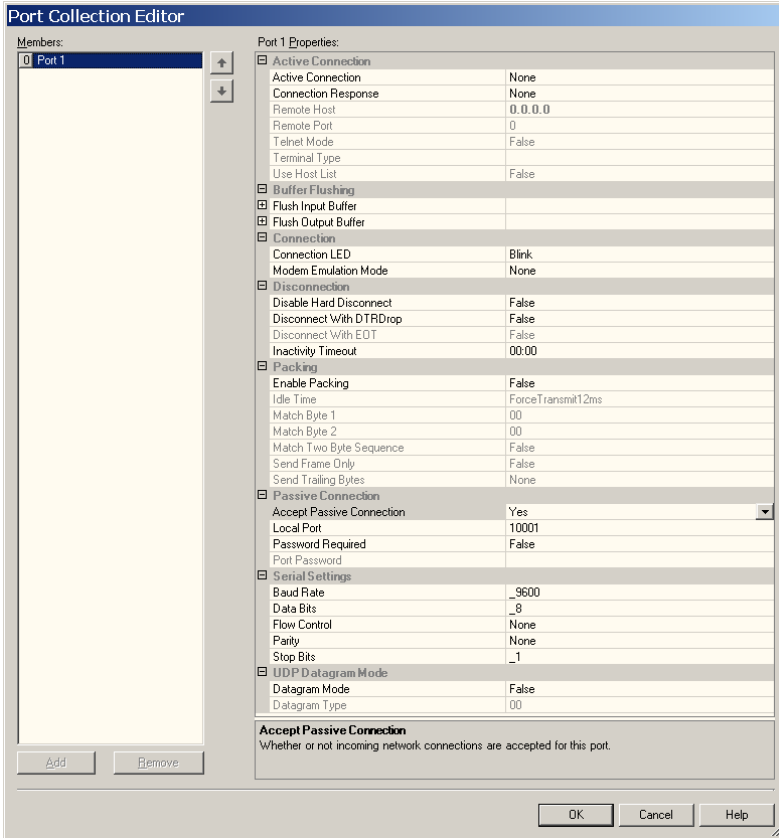 Port Collection Editor
Members:
0 Port 1
Port 1 Properties:
Active Connection
Active Connection None
Connection Response None
Remote Host 0.0.0.0
Remote Port 0
Telnet Mode False
Terminal Type
Use Host List False
Buffer Flushing
Flush Input Buffer
Flush Output Buffer
Connection
Connection LED Blink
Modem Emulation Mode None
Disconnection
Disable Hard Disconnect False
Disconnect With DTRDrop False
Disconnect With EOT False
Inactivity Timeout 00:00
Packing
Enable Packing False
Idle Time ForceTransmit12ms
Match Byte 1 00
Match Byte 2 00
Match Two Byte Sequence False
Send Frame Only False
Send Trailing Bytes None
Passive Connection
Accept Passive Connection Yes
Local Port 10001
Password Required False
Port Password
Serial Settings
Baud Rate _9600
Data Bits _8
Flow Control None
Parity None
Stop Bits _1
UDP Datagram Mode
Datagram Mode False
Datagram Type 00
Accept Passive Connection
Whether or not incoming network connections are accepted for this port.
Add Remove
OK Cancel Help